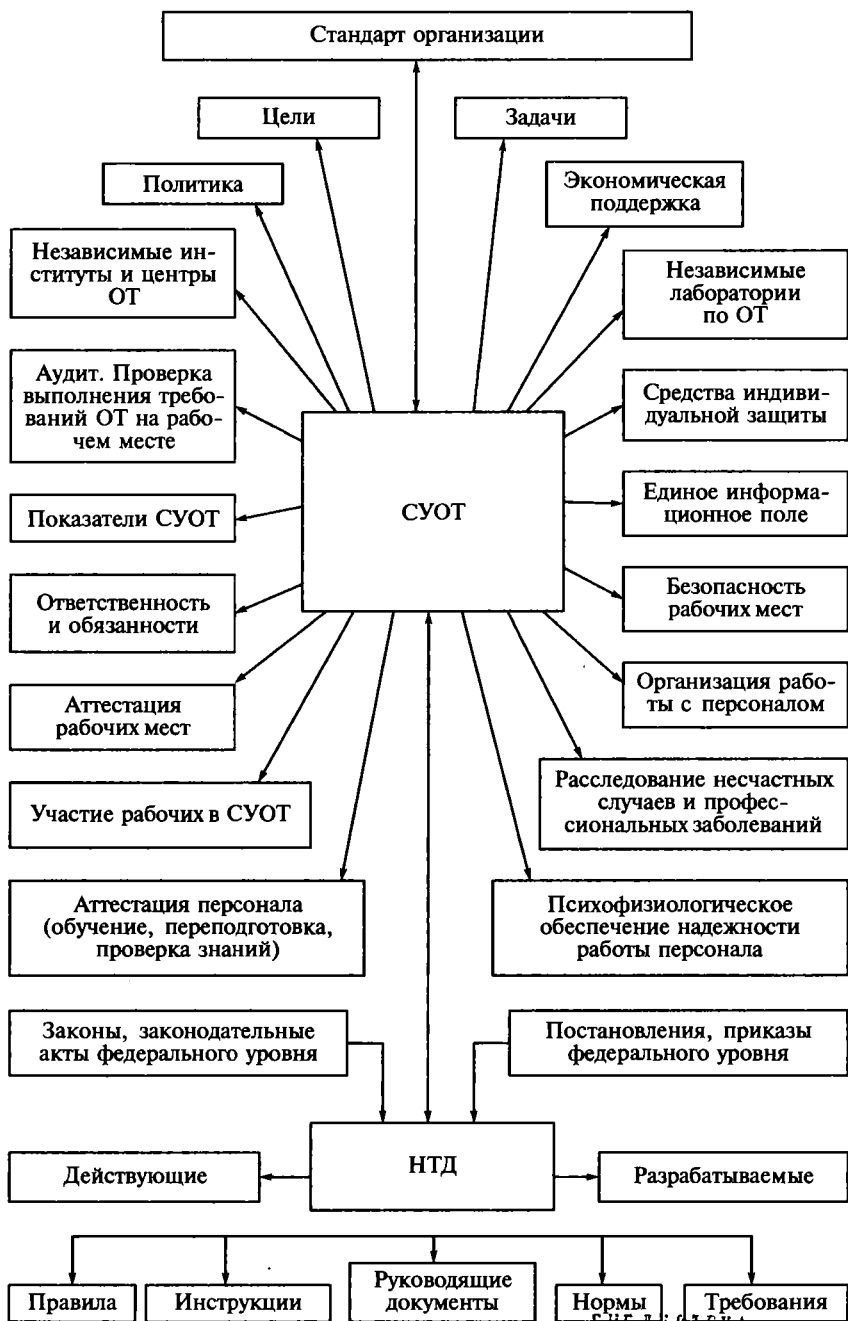 Стандарт организации
Цели
Задачи
Политика
Экономическая
поддержка
Независимые ин-
ституты и центры
ОТ
Независимые
лаборатории
по ОТ
Аудит. Проверка
выполнения требо-
ваний ОТ на рабо-
чем месте
Средства индиви-
дуальной защиты
СУОТ
Показатели СУОТ
Единое информа-
ционное поле
Ответственность
и обязанности
Безопасность
рабочих мест
Аттестация
рабочих мест
Организация рабо-
ты с персоналом
Участие рабочих в СУОТ
Расследование несчастных
случаев и профес-
сиональных заболеваний
Аттестация персонала
(обучение, переподготовка,
проверка знаний)
Психофизиологическое
обеспечение надежности
работы персонала
Законы, законодательные
акты федерального уровня
Постановления, приказы
федерального уровня
НТД
Действующие
Разрабатываемые
Правила
Инструкции
Руководящие
документы
Нормы
Требования